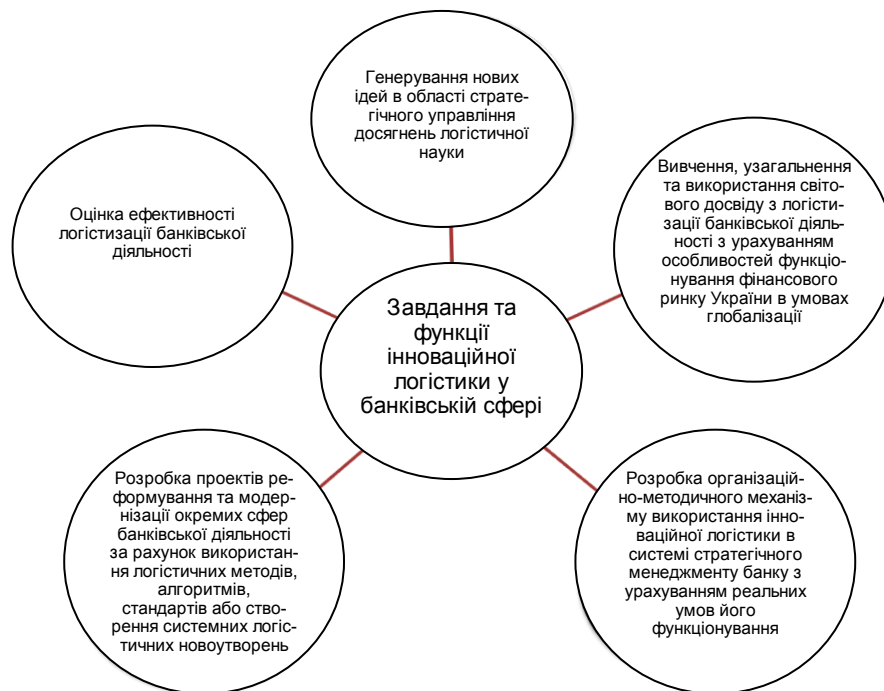 Генерування нових
ідей в області страте-
гічного управління
досягнень логістичної
науки
Оцінка ефективності
логістизації банківської
діяльності
Вивчення, узагальнення
та використання світо-
вого досвіду з логісти-
зації банківської діяль-
ності з урахуванням
особливостей функціо-
нування фінансового
ринку України в умовах
глобалізації
Завдання та
функції
інноваційної
логістики у
банківській сфері
Розробка проектів ре-
формування та модер-
нізації окремих сфер
банківської діяльності
за рахунок використан-
ня логістичних методів,
алгоритмів,
стандартів або ство-
рення системних логіс-
тичних новоутворень
Розробка організацій-
но-методичного механіз-
му використання інно-
ваційної логістики в
системі стратегічного
менеджменту банку з
урахуванням реальних
умов його
функціонування